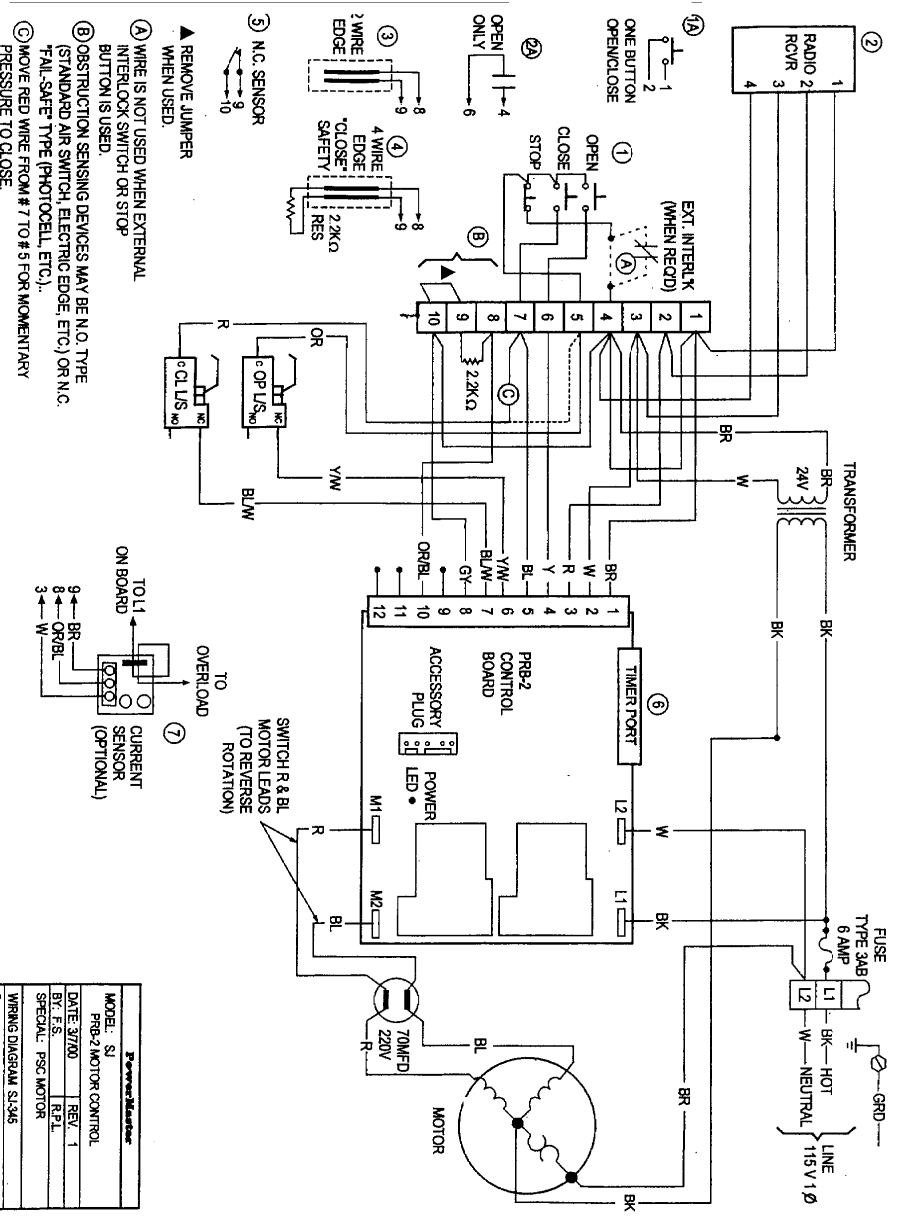 2
RADIO
RCVR
1
2
3
4
1A
ONE BUTTON
OPEN/CLOSE
1
2
2A
OPEN
ONLY
4
6
3
2 WIRE
EDGE
8
9
4
4 WIRE
EDGE
"CLOSE"
SAFETY
8
9
2.2KΩ
RES
5
N.C. SENSOR
9
10
▲ REMOVE JUMPER
WHEN USED.
A WIRE IS NOT USED WHEN EXTERNAL
INTERLOCK SWITCH OR STOP
BUTTON IS USED.
B OBSTRUCTION SENSING DEVICES MAY BE N.O. TYPE
(STANDARD AIR SWITCH, ELECTRIC EDGE, ETC.) OR N.C.
"FAIL-SAFE" TYPE (PHOTOCELL, ETC.)..
C MOVE RED WIRE FROM # 7 TO # 5 FOR MOMENTARY
PRESSURE TO CLOSE.
1
OPEN
CLOSE
STOP
EXT. INTERL'K
(WHEN REQ'D)
A
B
1
2
3
4
5
6
7
8
9
10
2.2KΩ
C
R
OR
C OP L/S
NC
NO
C CL L/S
NC
NO
Y/W
BL/W
BR
W
TRANSFORMER
BR
24V
BK
BK
BR
W
R
Y
BL
Y/W
BL/W
GY
OR/BL
1
2
3
4
5
6
7
8
9
10
11
12
6
TIMER PORT
PRB-2
CONTROL
BOARD
ACCESSORY
PLUG
POWER
LED
L2
L1
M1
M2
W
BK
R
BL
SWITCH R & BL
MOTOR LEADS
(TO REVERSE
ROTATION)
FUSE
TYPE 3AB
6 AMP
L1
L2
GRD
BK
HOT
W
NEUTRAL
LINE
115 V 1 Ø
70MFD
220V
BL
R
MOTOR
BR
BK
7
TO L1
ON BOARD
TO
OVERLOAD
9 BR
8 OR/BL
3 W
CURRENT
SENSOR
(OPTIONAL)
PowerMaster
MODEL: SJ
PRB-2 MOTOR CONTROL
DATE: 3/7/00 REV. 1
BY: F.S. R.P.L.
SPECIAL: PSC MOTOR
WIRING DIAGRAM SJ-345